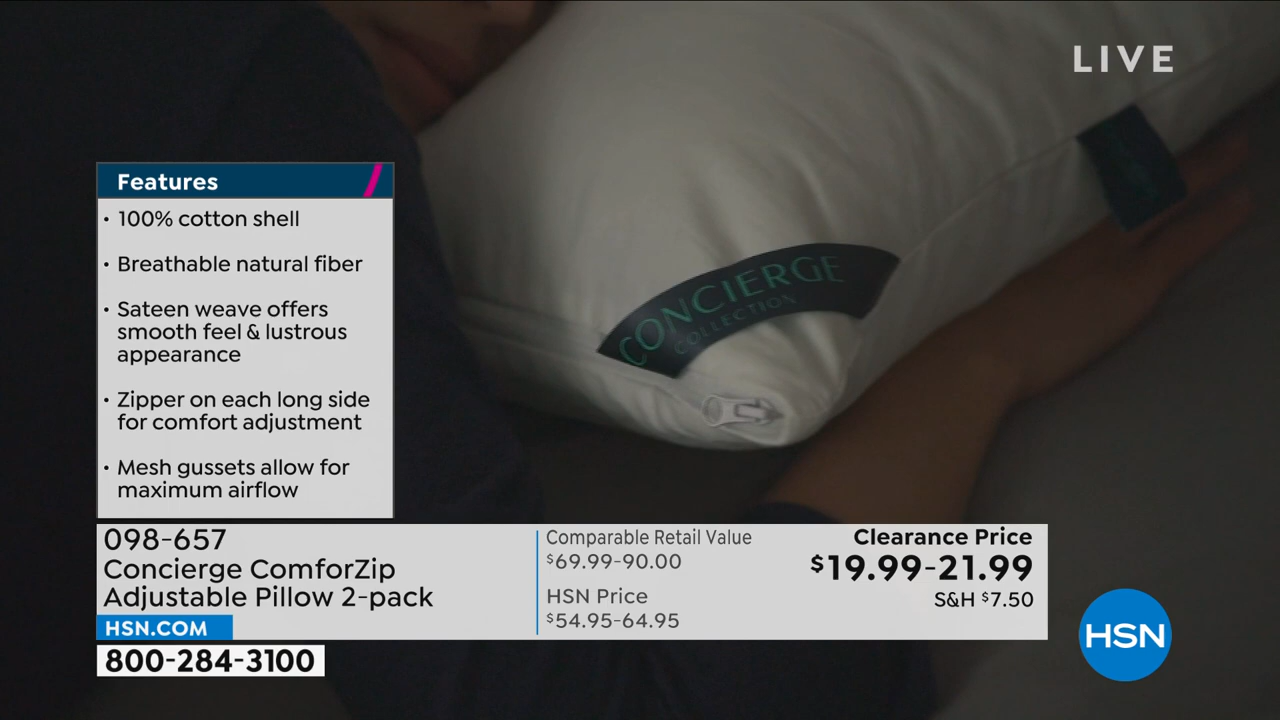 LIVE
Features
• 100% cotton shell
• Breathable natural fiber
• Sateen weave offers
smooth feel & lustrous
appearance
• Zipper on each long side
for comfort adjustment
• Mesh gussets allow for
maximum airflow
CONCIERGE
COLLECTION
098-657
Concierge ComforZip
Adjustable Pillow 2-pack
HSN.COM
800-284-3100
Comparable Retail Value
$69.99-90.00
HSN Price
$54.95-64.95
Clearance Price
$19.99-21.99
S&H $7.50
HSN